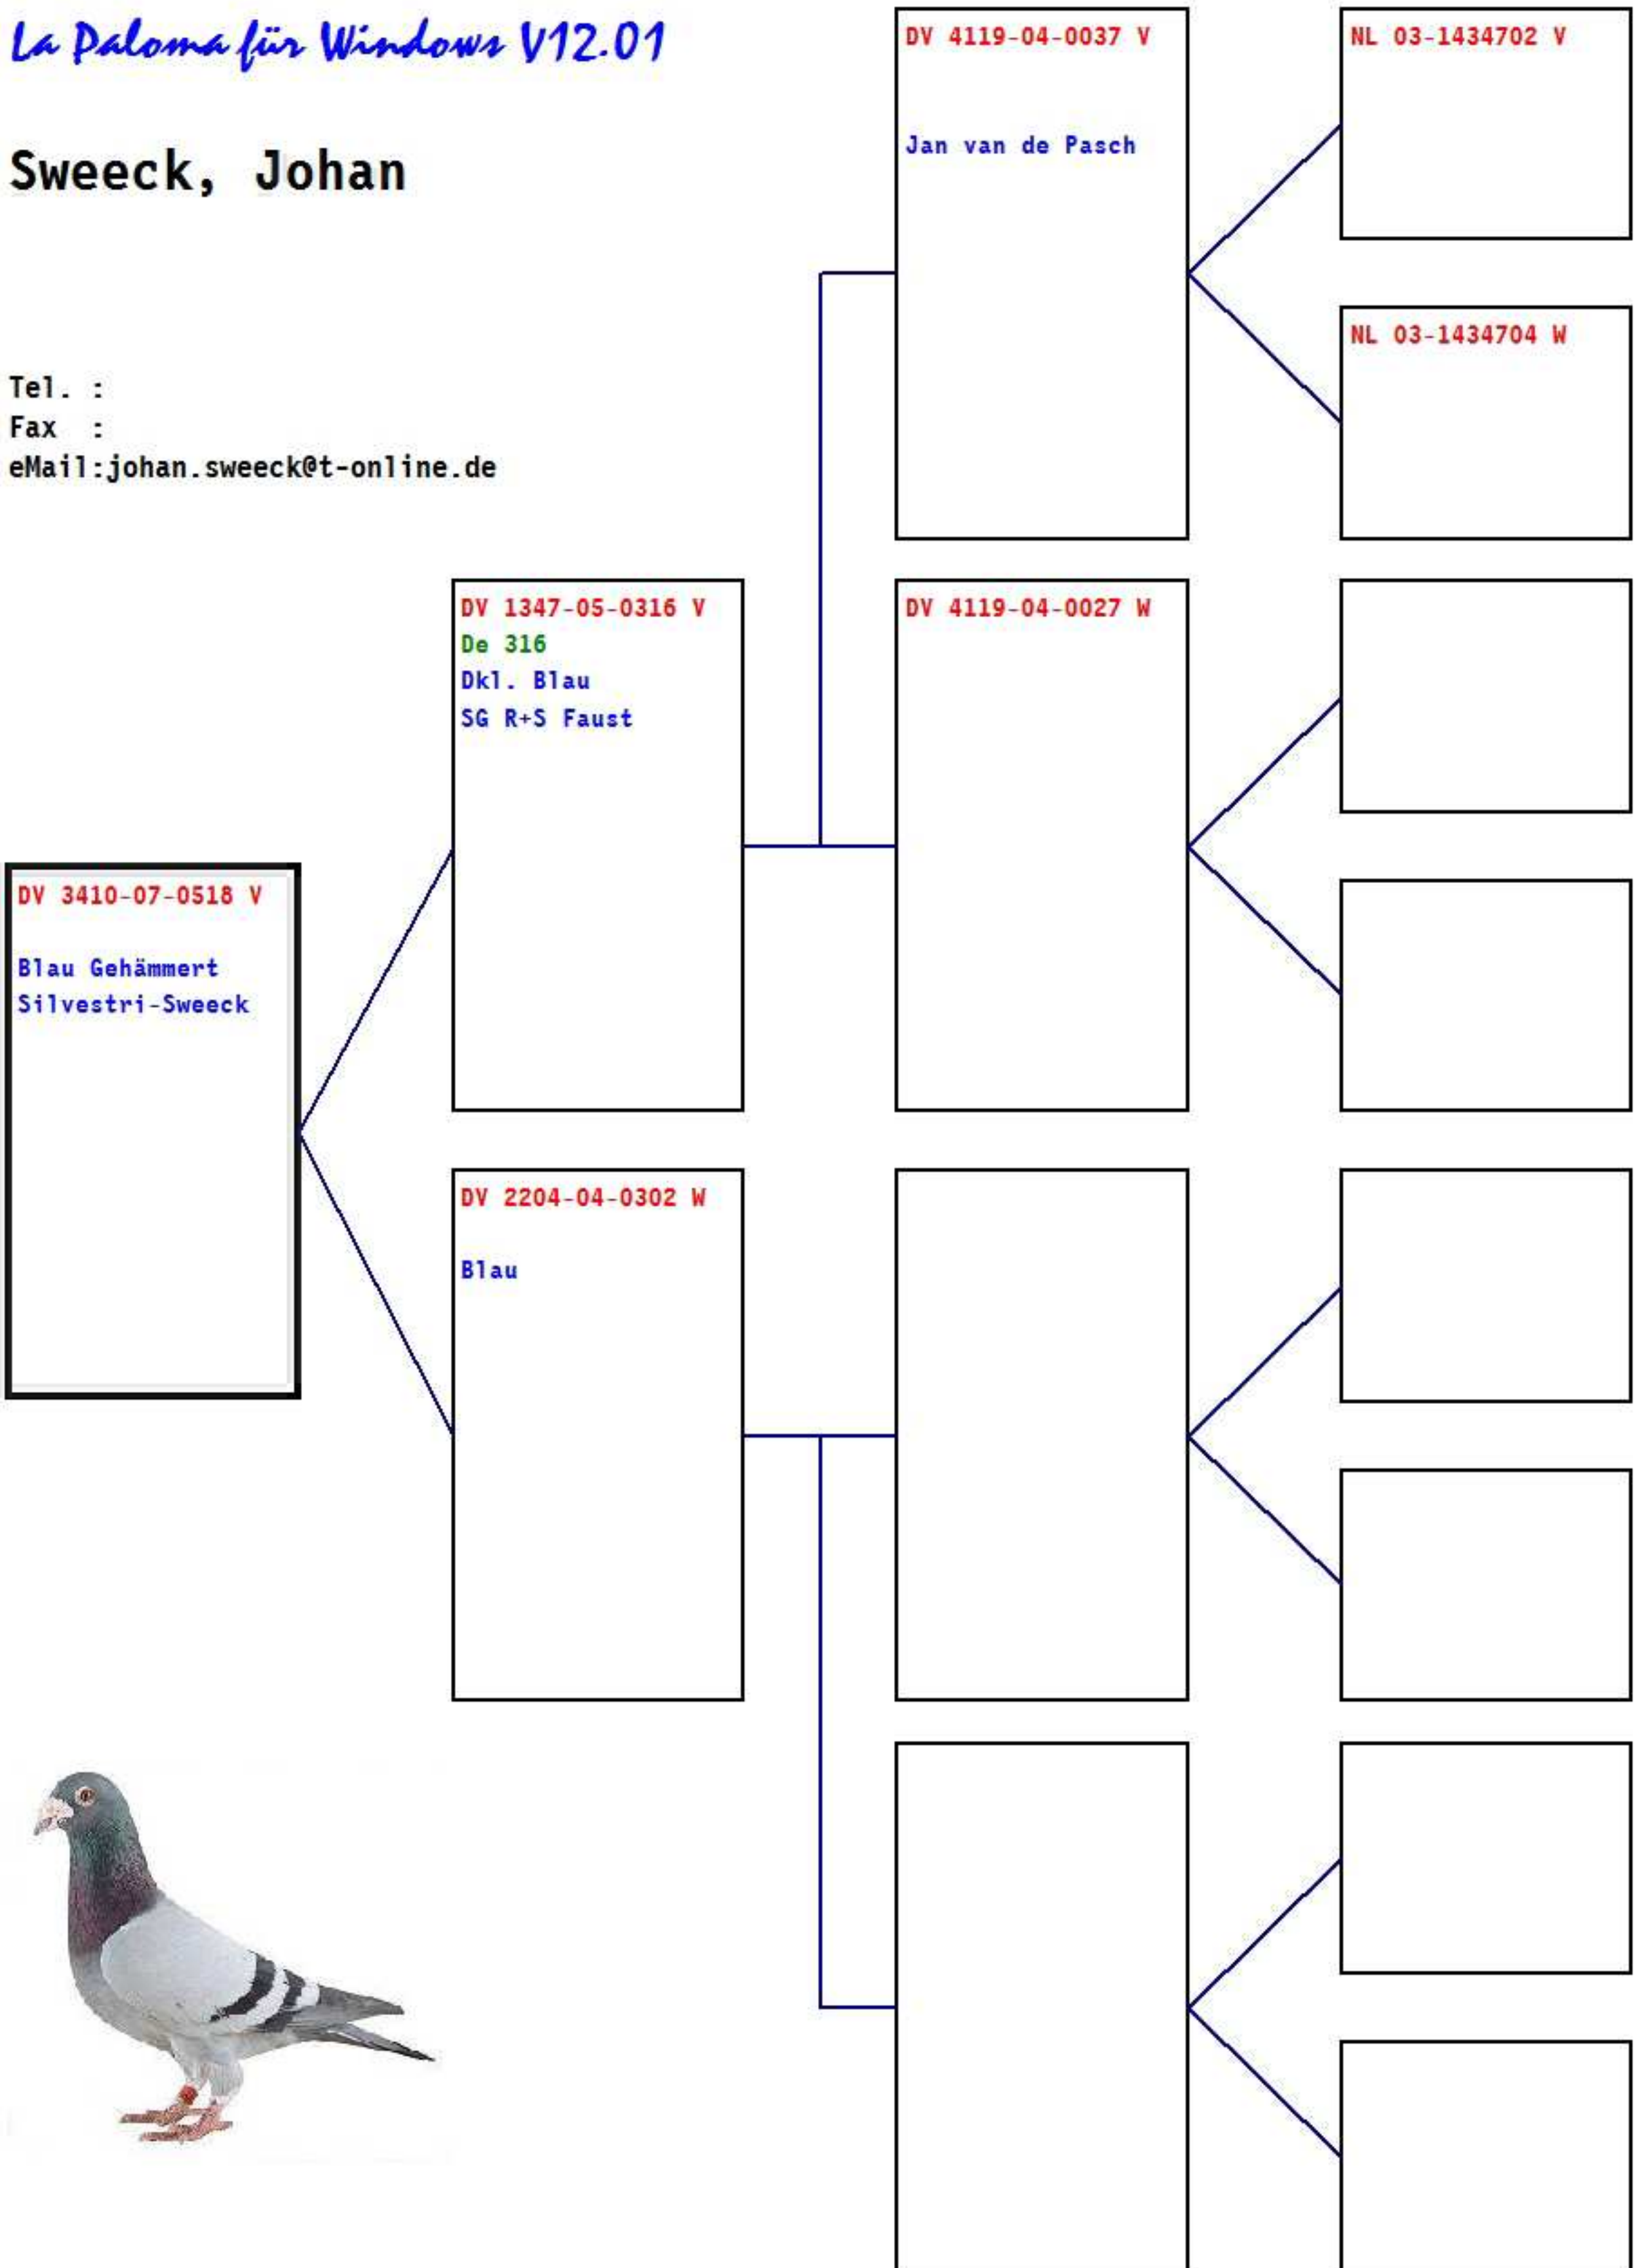 La Paloma für Windows V12.01
Sweeck, Johan
Tel. :
Fax :
eMail:johan.sweeck@t-online.de
DV 3410-07-0518 V
Blau Gehämmert
Silvestri-Sweeck
DV 1347-05-0316 V
De 316
Dkl. Blau
SG R+S Faust
DV 2204-04-0302 W
Blau
DV 4119-04-0037 V
Jan van de Pasch
DV 4119-04-0027 W
NL 03-1434702 V
NL 03-1434704 W